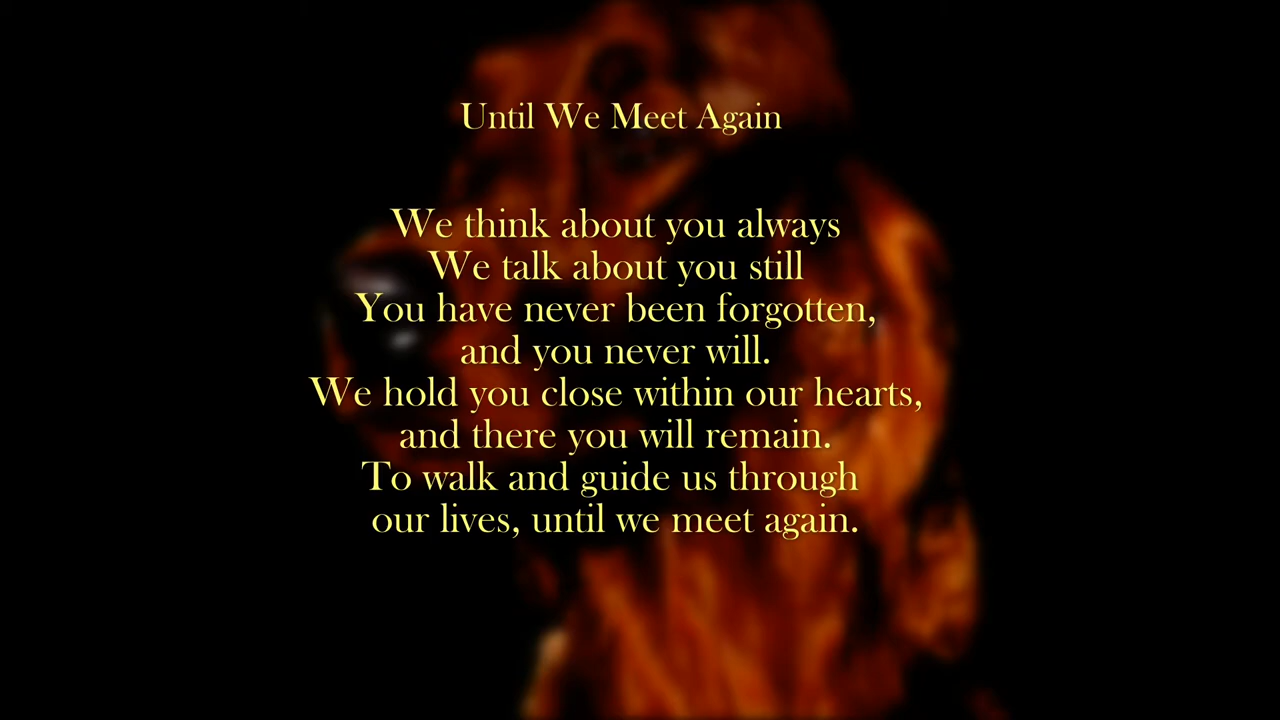 Until We Meet Again
We think about you always
We talk about you still
You have never been forgotten,
and you never will.
We hold you close within our hearts,
and there you will remain.
To walk and guide us through
our lives, until we meet again.